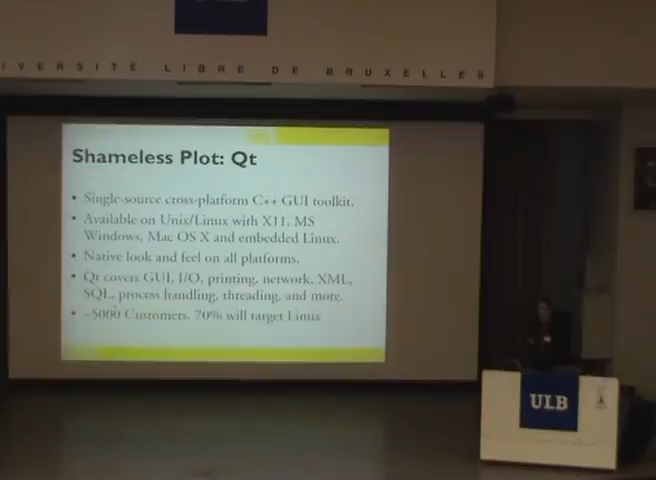 IVERSITÉ LIBRE DE BRUXELLES
Shameless Plot: Qt
• Single-source cross-platform C++ GUI toolkit.
• Available on Unix/Linux with X11, MS
Windows, Mac OS X and embedded Linux.
• Native look and feel on all platforms.
• Qt covers GUI, I/O, printing, network, XML,
SQL, process handling, threading, and more.
• ~5000 Customers, 70% will target Linux
ULB